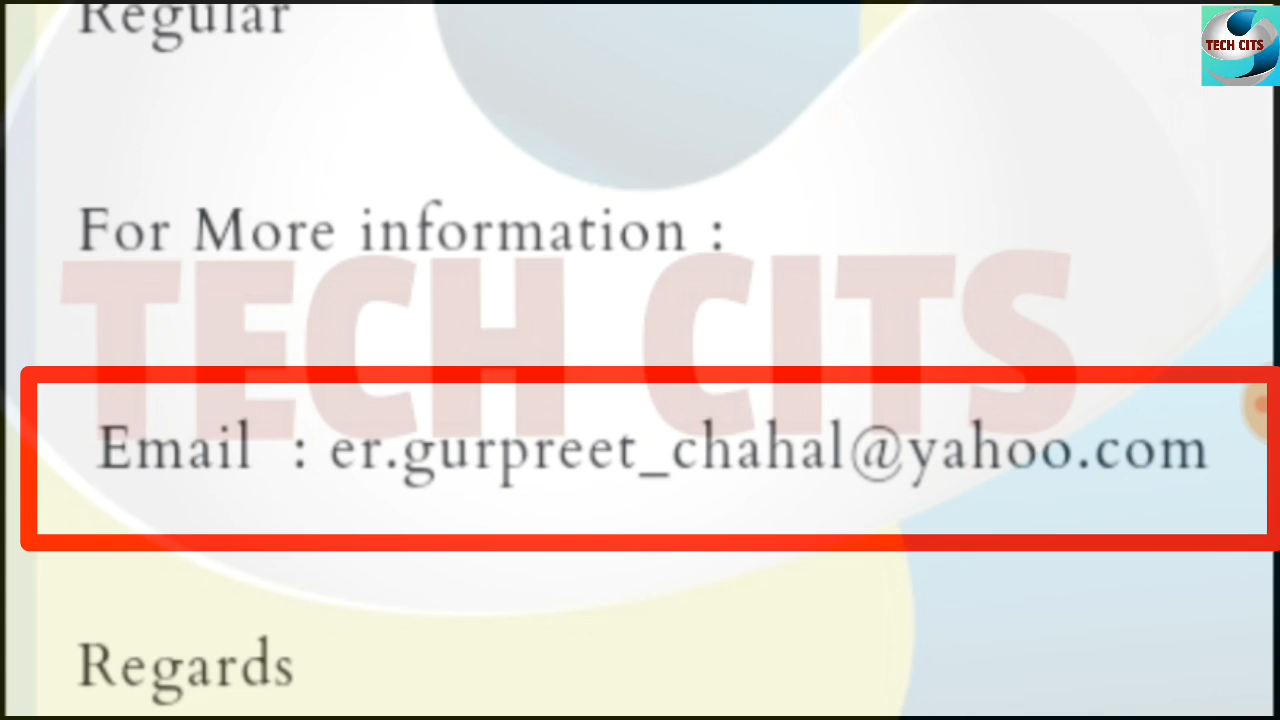 Regular
TECH CITS
For More information :
TECH CITS
Email : er.gurpreet_chahal@yahoo.com
Regards